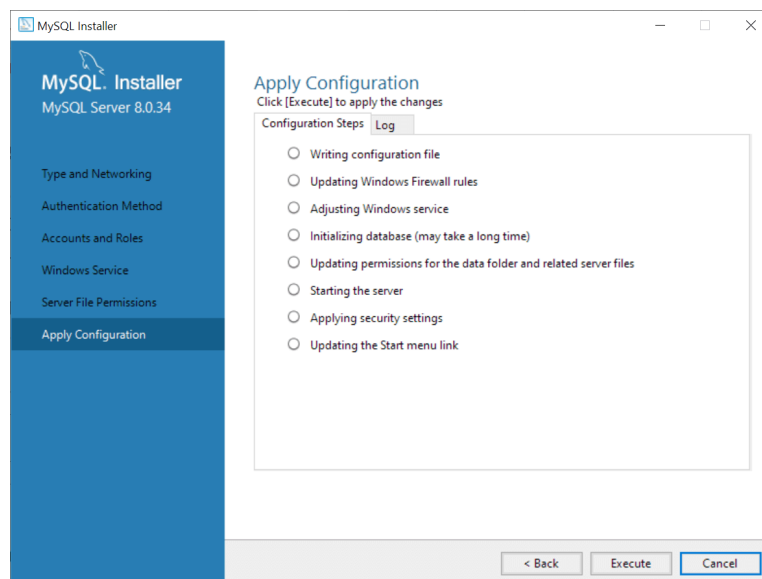 MySQL Installer
MySQL. Installer
MySQL Server 8.0.34
Type and Networking
Authentication Method
Accounts and Roles
Windows Service
Server File Permissions
Apply Configuration
Apply Configuration
Click [Execute] to apply the changes
Configuration Steps Log
Writing configuration file
Updating Windows Firewall rules
Adjusting Windows service
Initializing database (may take a long time)
Updating permissions for the data folder and related server files
Starting the server
Applying security settings
Updating the Start menu link
< Back Execute Cancel